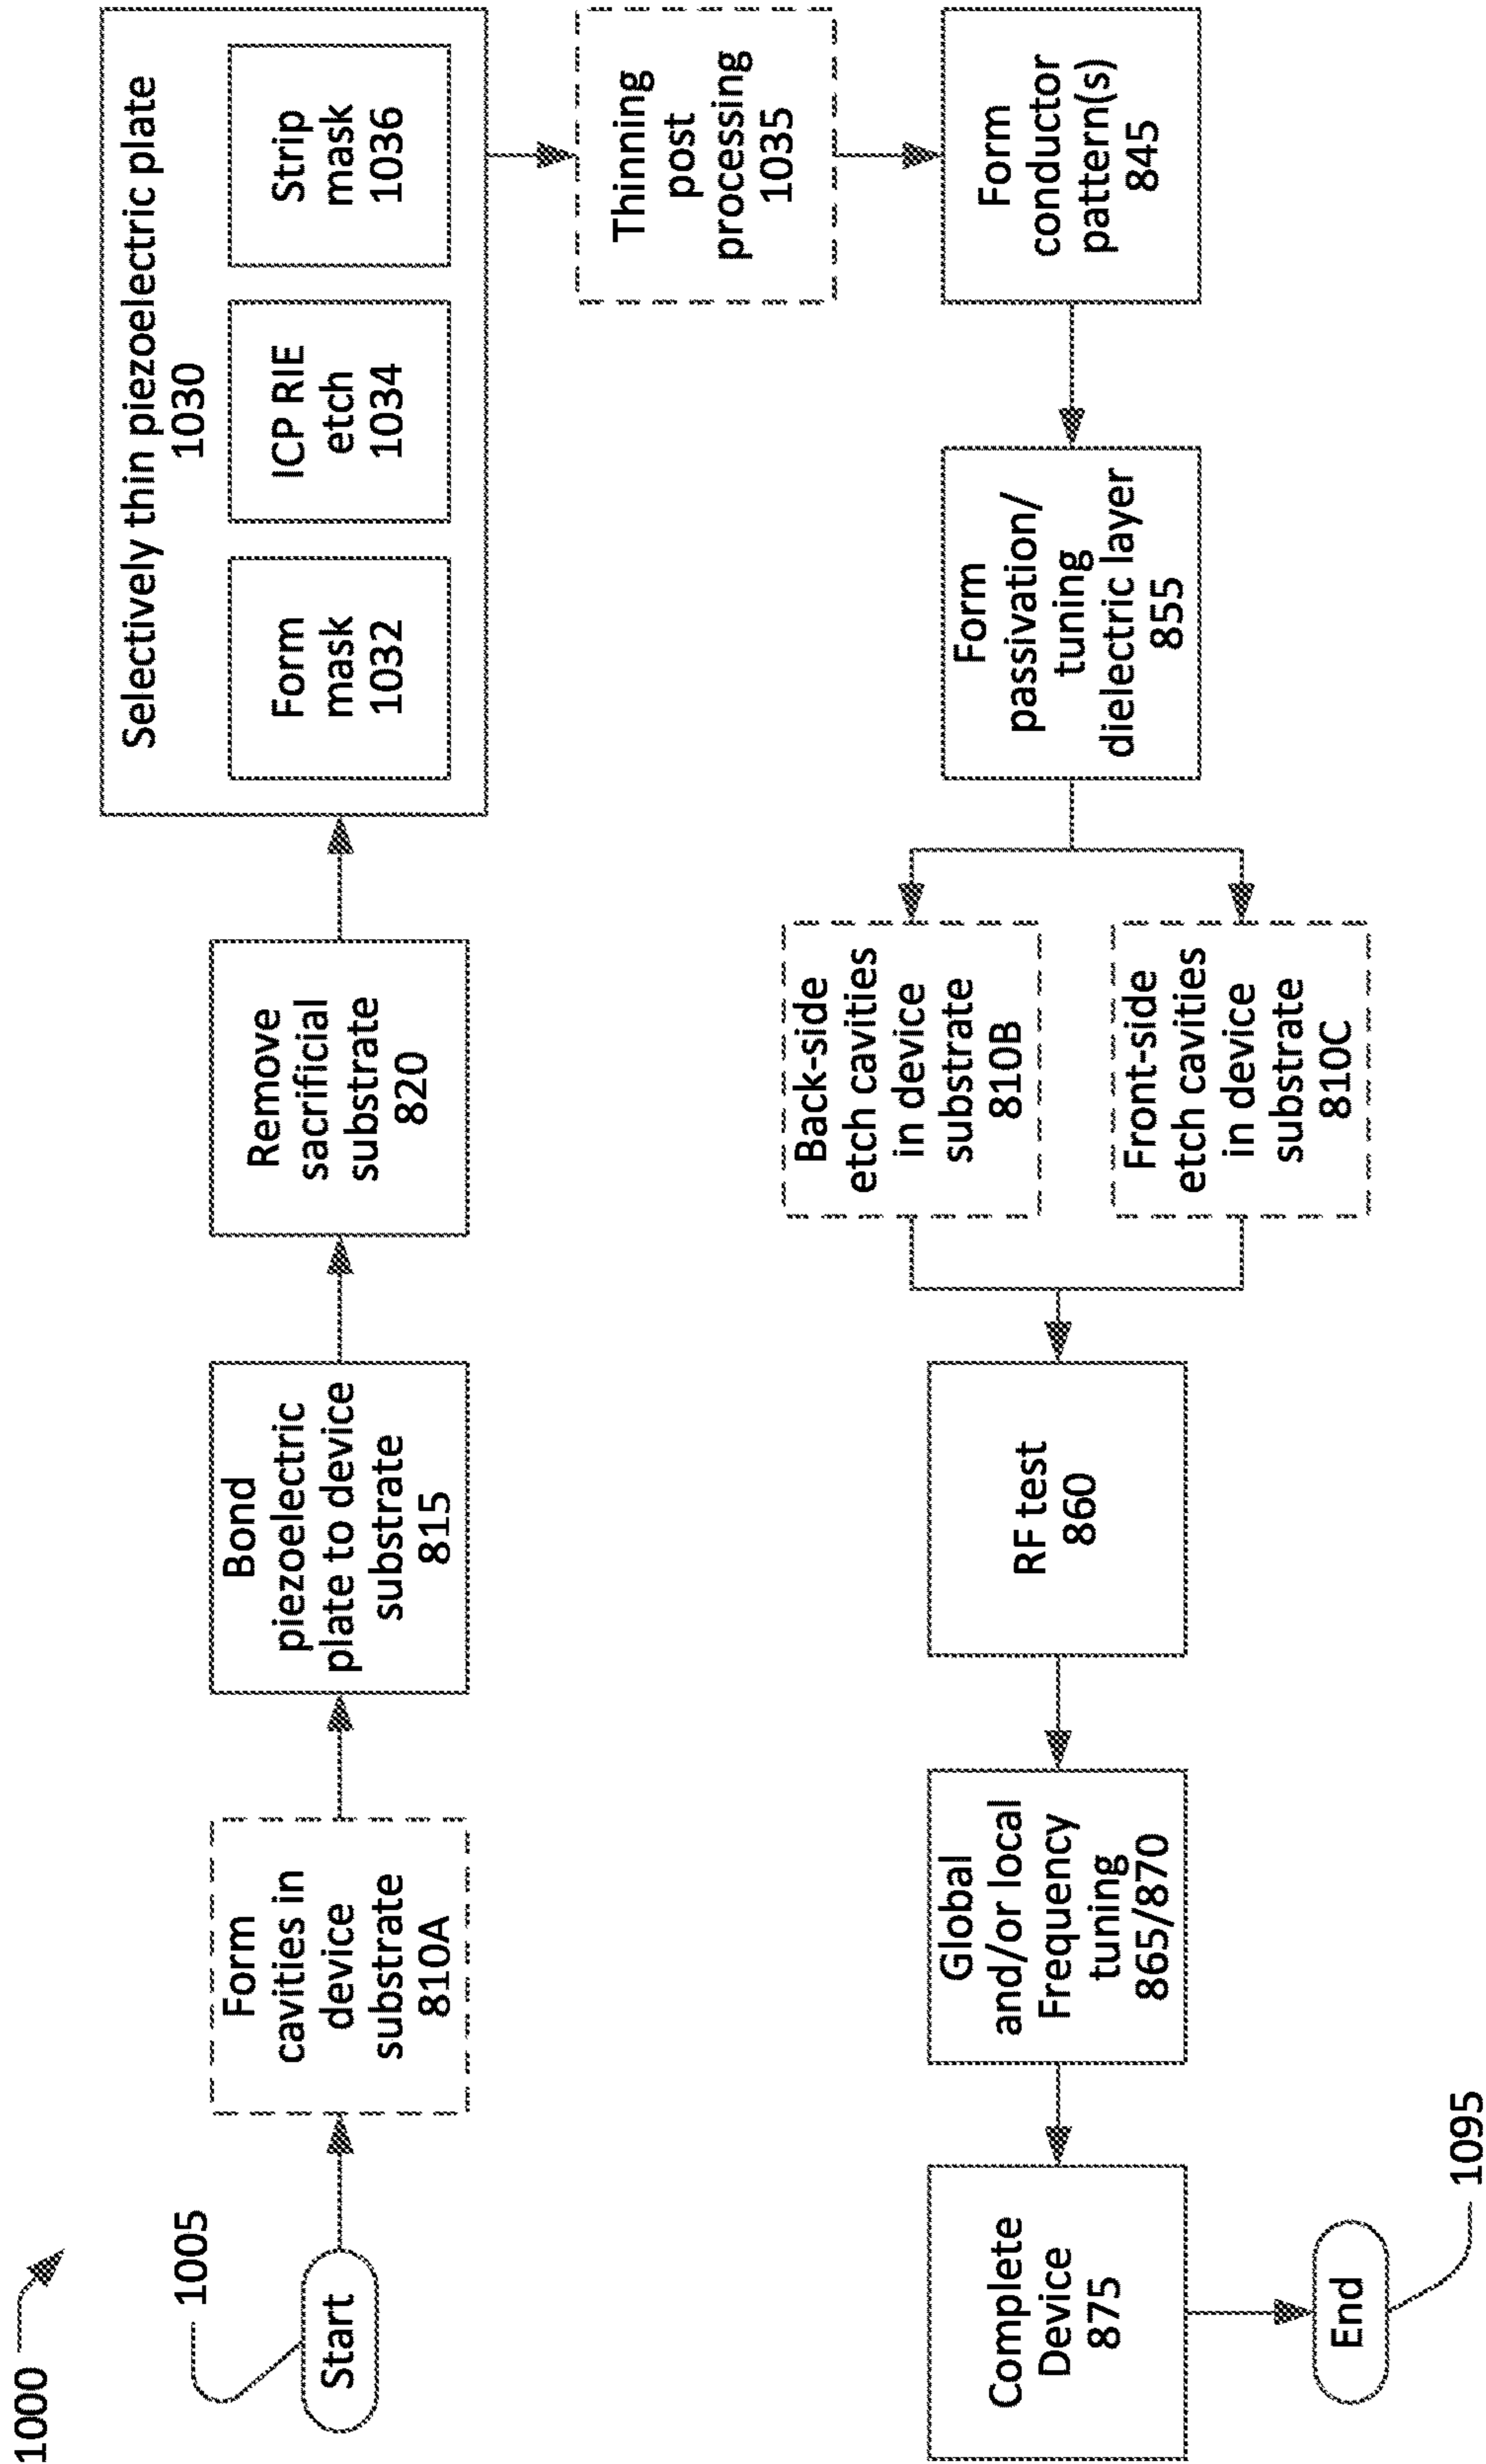 1000
1005
Start
Form
cavities in
device
substrate
810A
Bond
piezoelectric
plate to device
substrate
815
Remove
sacrificial
substrate
820
Selectively thin piezoelectric plate
1030
Form
mask
1032
ICP RIE
etch
1034
Strip
mask
1036
Thinning
post
processing
1035
Form
conductor
pattern(s)
845
Form
passivation/
tuning
dielectric layer
855
Back-side
etch cavities
in device
substrate
810B
Front-side
etch cavities
in device
substrate
810C
RF test
860
Global
and/or local
Frequency
tuning
865/870
Complete
Device
875
End
1095